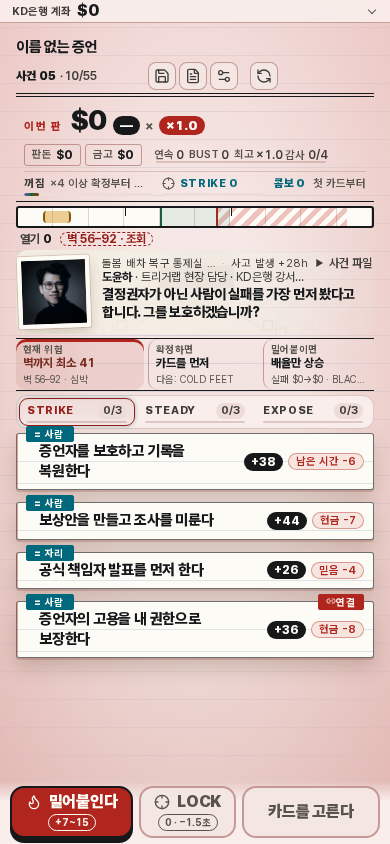 KD은행 계좌 $0
이름 없는 증언
사건 05 · 10/55
이번 판 $0 — × ×1.0
판돈 $0 금고 $0 연속 0 BUST 0 최고 ×1.0 감사 0/4
꺼짐 ×4 이상 확정부터 ... STRIKE 0 콤보 0 첫 카드부터
열기 0 벽 56–92 · 조회
돌봄 배차 복구 통제실 ... · 사고 발생 +28h ▶ 사건 파일
도윤하 · 트리거랩 현장 담당 · KD은행 강서...
결정권자가 아닌 사람이 실패를 가장 먼저 봤다고
합니다. 그를 보호하겠습니까?
현재 위험 확정하면 밀어붙이면
벽까지 최소 41 카드를 먼저 배율만 상승
벽 56–92 · 심박 다음: COLD FEET 실패 $0→$0 · BLAC...
STRIKE 0/3 STEADY 0/3 EXPOSE 0/3
= 사람
증언자를 보호하고 기록을
복원한다 +38 남은 시간 −6
= 사람
보상안을 만들고 조사를 미룬다 +44 현금 −7
= 자리
공식 책임자 발표를 먼저 한다 +26 믿음 −4
= 사람 연결
증언자의 고용을 내 권한으로
보장한다 +36 현금 −8
밀어붙인다 LOCK 카드를 고른다
+7~15 0 · −1.5초